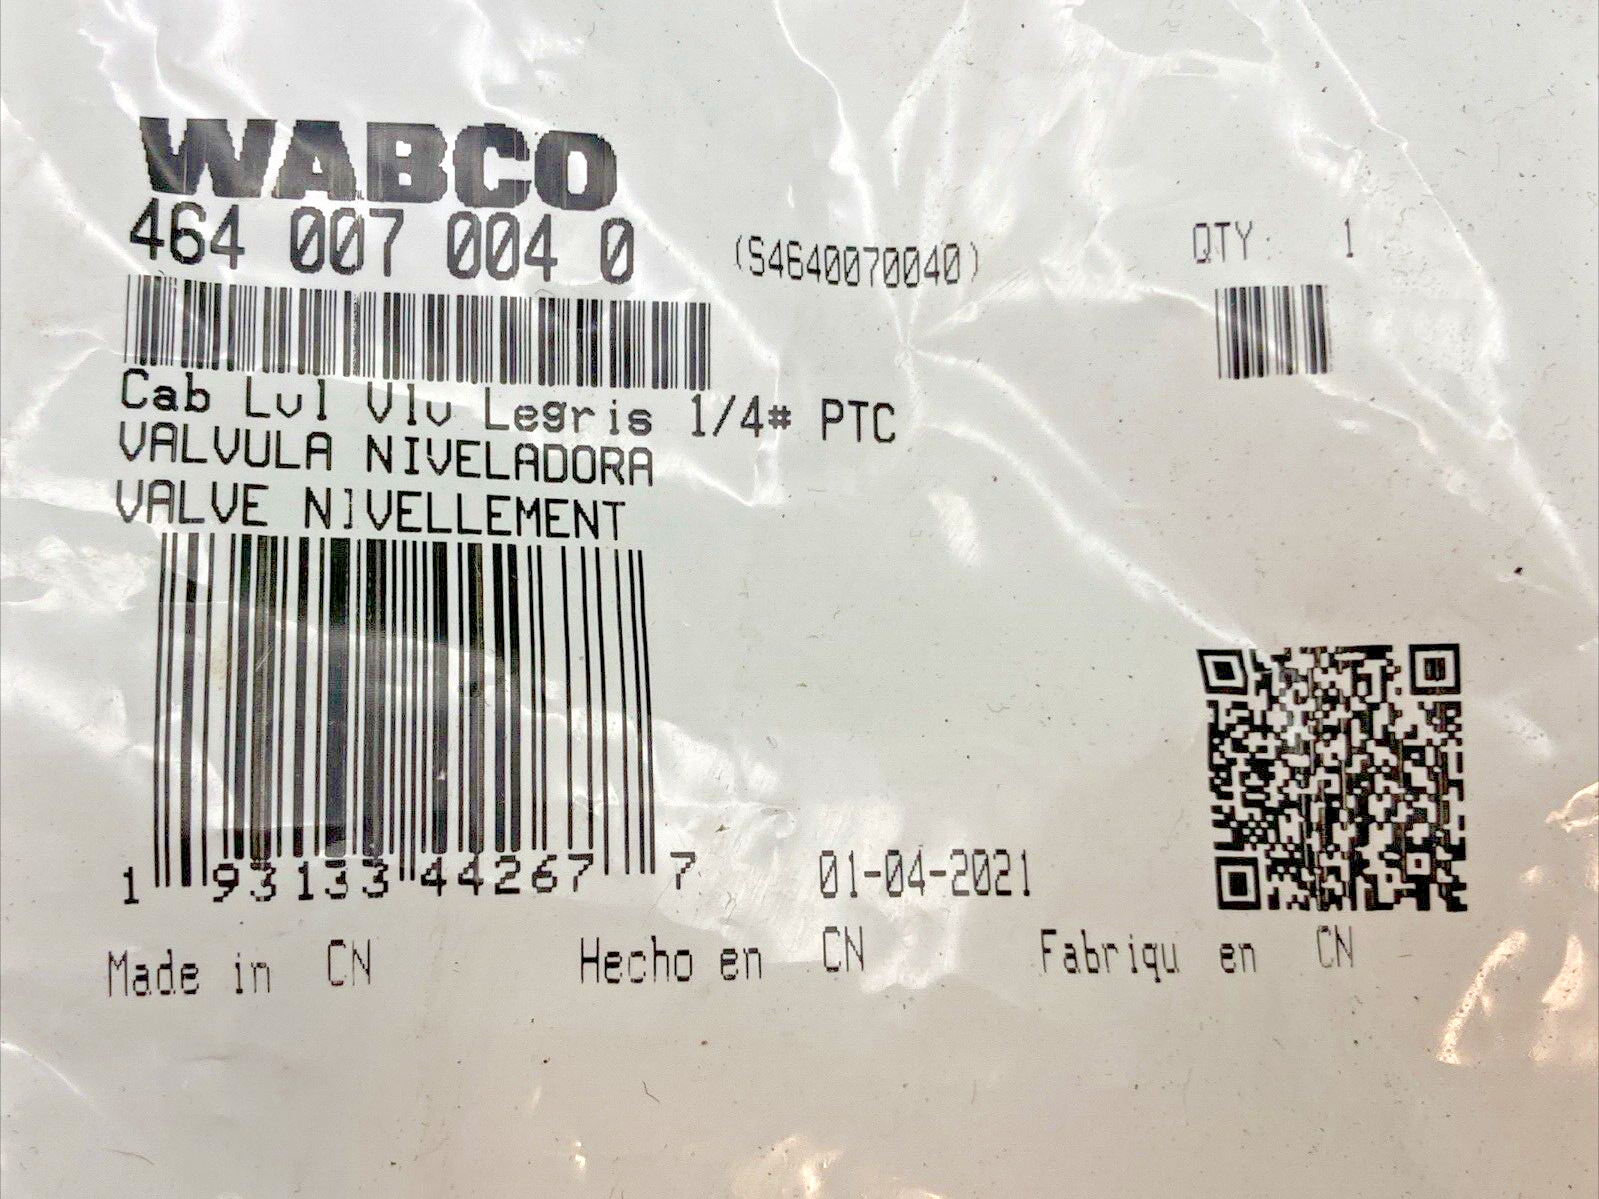 WABCO
464 007 004 0 (S4640070040) QTY: 1
Cab Lvl Vlv Legris 1/4# PTC
VALVULA NIVELADORA
VALVE NIVELLEMENT
1 93133 44267 7 01-04-2021
Made in CN Hecho en CN Fabriqu en CN